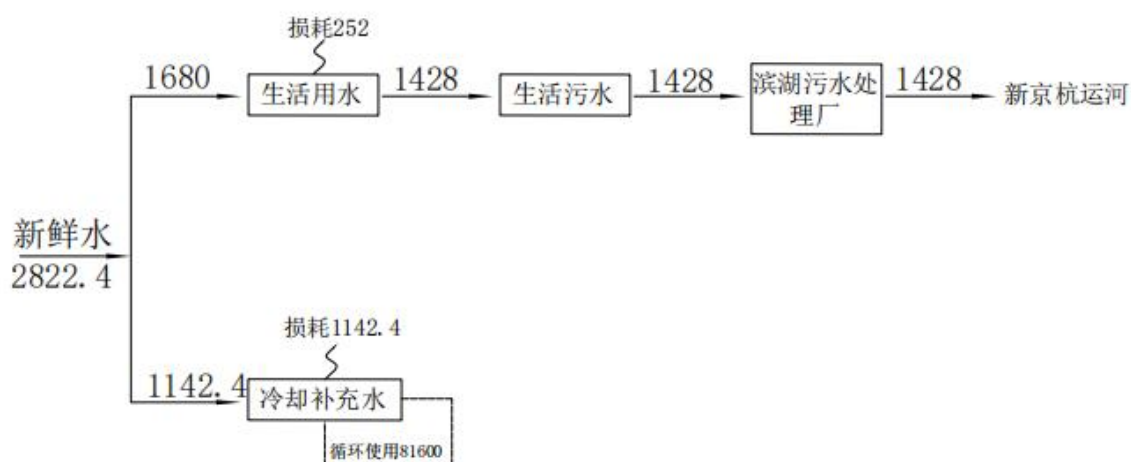 损耗252
1680
生活用水
1428
生活污水
1428
滨湖污水处
理厂
1428
新京杭运河
新鲜水
2822.4
损耗1142.4
1142.4
冷却补充水
循环使用81600